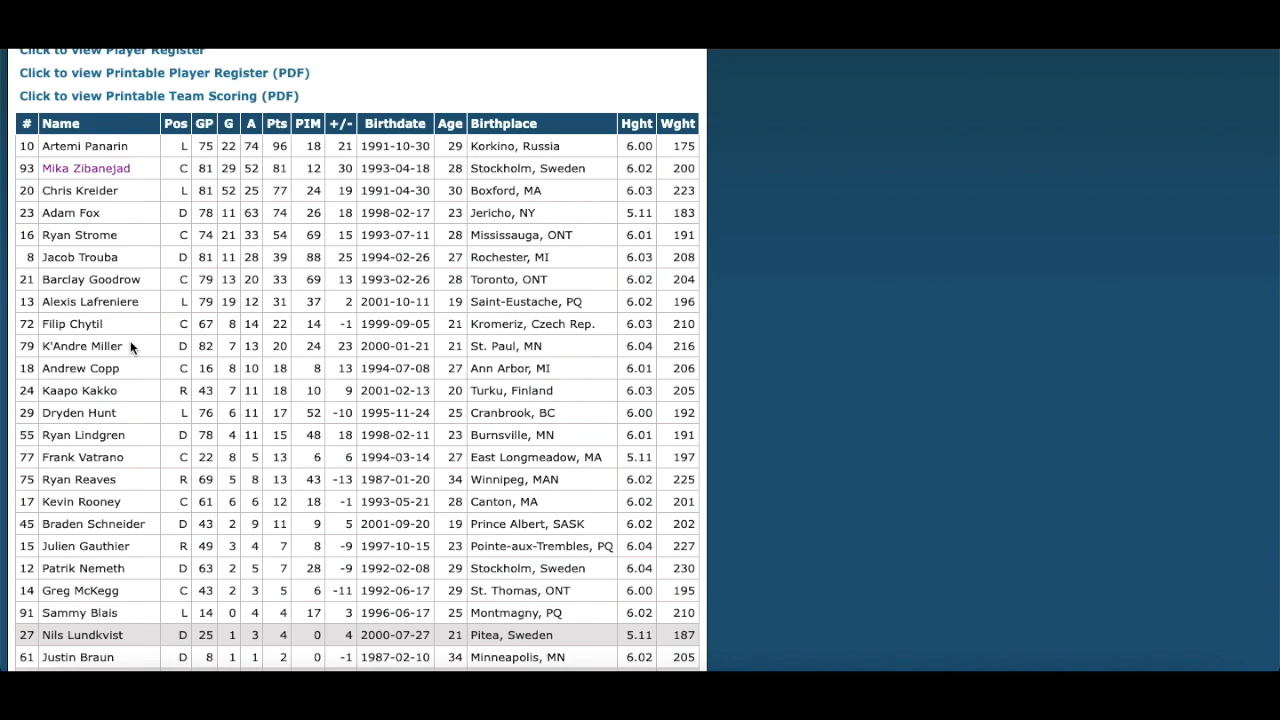 Click to view Player Register
Click to view Printable Player Register (PDF)
Click to view Printable Team Scoring (PDF)
# Name Pos GP G A Pts PIM +/- Birthdate Age Birthplace Hght Wght
10 Artemi Panarin L 75 22 74 96 18 21 1991-10-30 29 Korkino, Russia 6.00 175
93 Mika Zibanejad C 81 29 52 81 12 30 1993-04-18 28 Stockholm, Sweden 6.02 200
20 Chris Kreider L 81 52 25 77 24 19 1991-04-30 30 Boxford, MA 6.03 223
23 Adam Fox D 78 11 63 74 26 18 1998-02-17 23 Jericho, NY 5.11 183
16 Ryan Strome C 74 21 33 54 69 15 1993-07-11 28 Mississauga, ONT 6.01 191
8 Jacob Trouba D 81 11 28 39 88 25 1994-02-26 27 Rochester, MI 6.03 208
21 Barclay Goodrow C 79 13 20 33 69 13 1993-02-26 28 Toronto, ONT 6.02 204
13 Alexis Lafreniere L 79 19 12 31 37 2 2001-10-11 19 Saint-Eustache, PQ 6.02 196
72 Filip Chytil C 67 8 14 22 14 -1 1999-09-05 21 Kromeriz, Czech Rep. 6.03 210
79 K'Andre Miller D 82 7 13 20 24 23 2000-01-21 21 St. Paul, MN 6.04 216
18 Andrew Copp C 16 8 10 18 8 13 1994-07-08 27 Ann Arbor, MI 6.01 206
24 Kaapo Kakko R 43 7 11 18 10 9 2001-02-13 20 Turku, Finland 6.03 205
29 Dryden Hunt L 76 6 11 17 52 -10 1995-11-24 25 Cranbrook, BC 6.00 192
55 Ryan Lindgren D 78 4 11 15 48 18 1998-02-11 23 Burnsville, MN 6.01 191
77 Frank Vatrano C 22 8 5 13 6 6 1994-03-14 27 East Longmeadow, MA 5.11 197
75 Ryan Reaves R 69 5 8 13 43 -13 1987-01-20 34 Winnipeg, MAN 6.02 225
17 Kevin Rooney C 61 6 6 12 18 -1 1993-05-21 28 Canton, MA 6.02 201
45 Braden Schneider D 43 2 9 11 9 5 2001-09-20 19 Prince Albert, SASK 6.02 202
15 Julien Gauthier R 49 3 4 7 8 -9 1997-10-15 23 Pointe-aux-Trembles, PQ 6.04 227
12 Patrik Nemeth D 63 2 5 7 28 -9 1992-02-08 29 Stockholm, Sweden 6.04 230
14 Greg McKegg C 43 2 3 5 6 -11 1992-06-17 29 St. Thomas, ONT 6.00 195
91 Sammy Blais L 14 0 4 4 17 3 1996-06-17 25 Montmagny, PQ 6.02 210
27 Nils Lundkvist D 25 1 3 4 0 4 2000-07-27 21 Pitea, Sweden 5.11 187
61 Justin Braun D 8 1 1 2 0 -1 1987-02-10 34 Minneapolis, MN 6.02 205